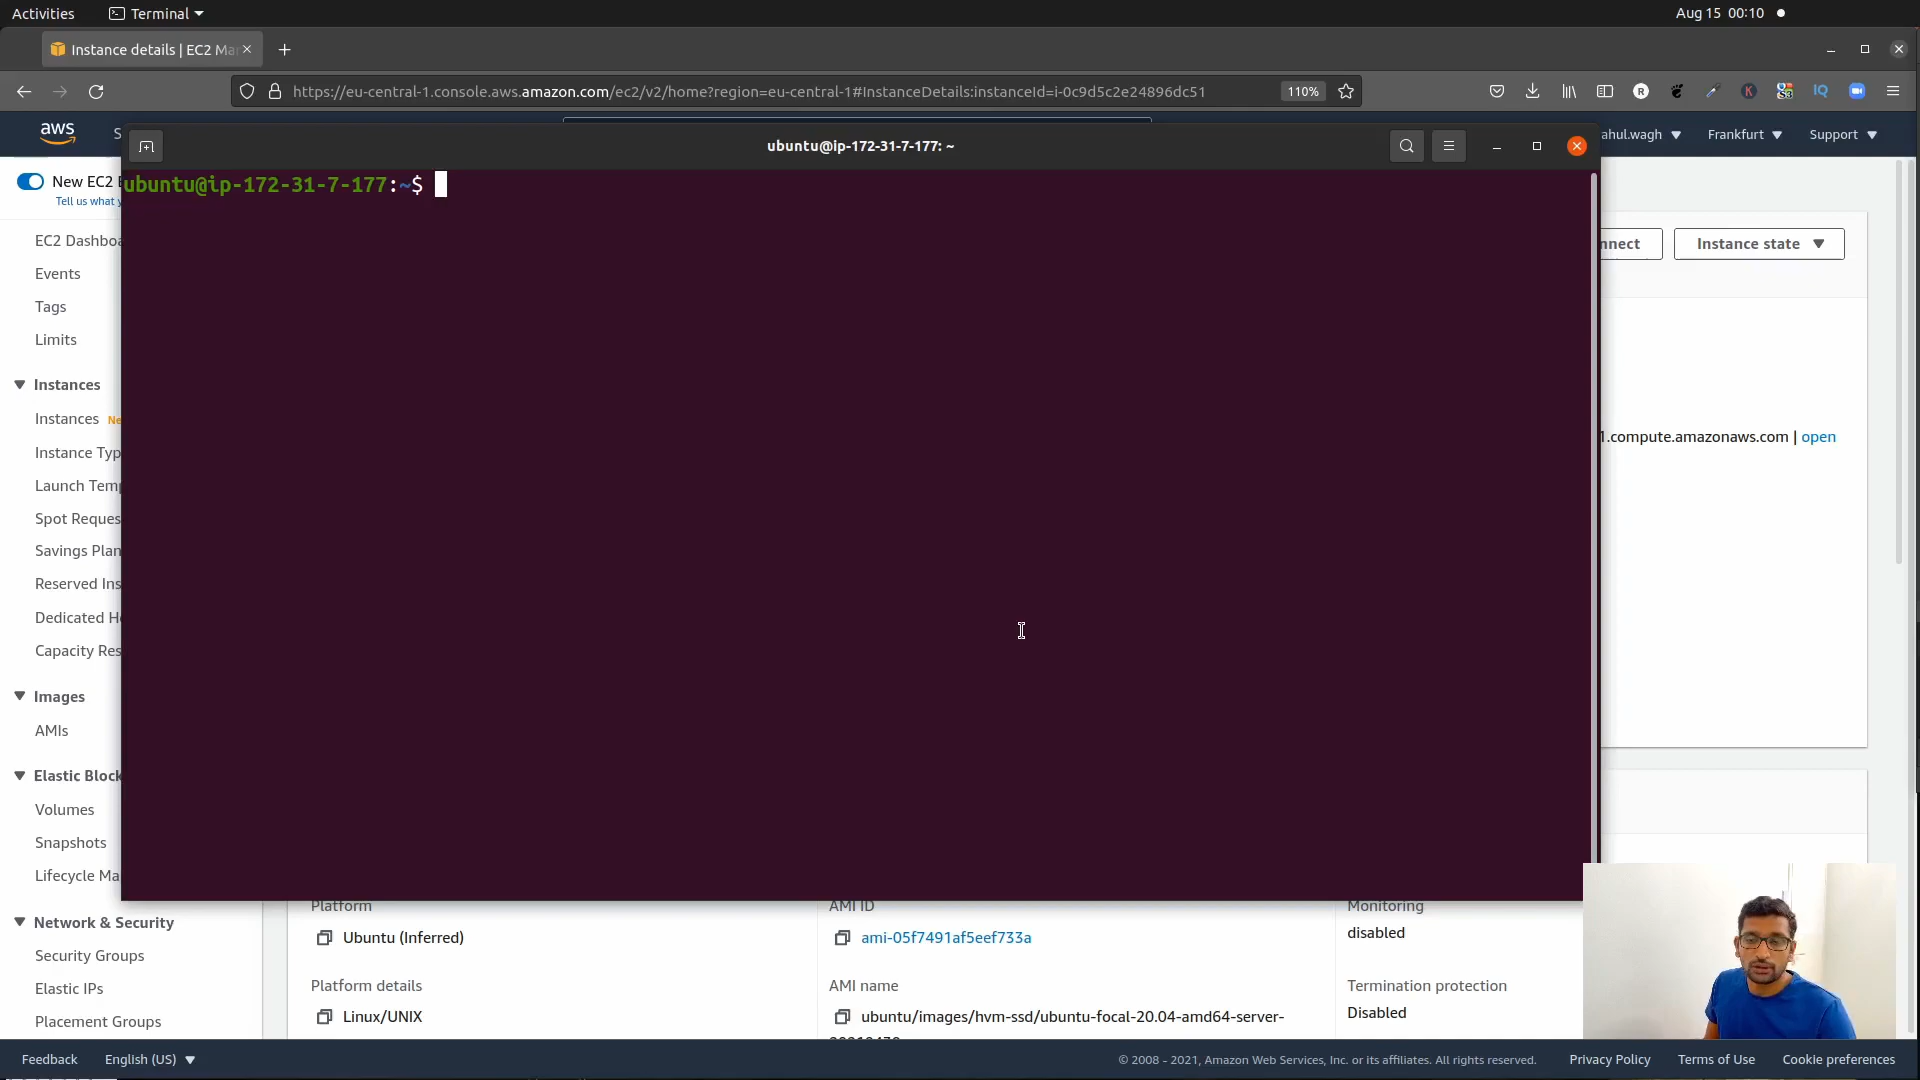 Activities
Terminal
Aug 15 00:10
Instance details | EC2 Ma
https://eu-central-1.console.aws.amazon.com/ec2/v2/home?region=eu-central-1#InstanceDetails:instanceId=i-0c9d5c2e24896dc51
110%
aws
S
ubuntu@ip-172-31-7-177: ~
ahul.wagh
Frankfurt
Support
New EC2 E
Tell us what y
ubuntu@ip-172-31-7-177:~$
EC2 Dashboa
Events
Tags
Limits
Instances
Instances Ne
Instance Typ
Launch Temp
Spot Reques
Savings Plan
Reserved Ins
Dedicated H
Capacity Res
Images
AMIs
Elastic Block
Volumes
Snapshots
Lifecycle Ma
Network & Security
Security Groups
Elastic IPs
Placement Groups
nnect
Instance state
1.compute.amazonaws.com | open
Platform
Ubuntu (Inferred)
AMI ID
ami-05f7491af5eef733a
Monitoring
disabled
Platform details
Linux/UNIX
AMI name
ubuntu/images/hvm-ssd/ubuntu-focal-20.04-amd64-server-
Termination protection
Disabled
Feedback
English (US)
© 2008 - 2021, Amazon Web Services, Inc. or its affiliates. All rights reserved.
Privacy Policy
Terms of Use
Cookie preferences